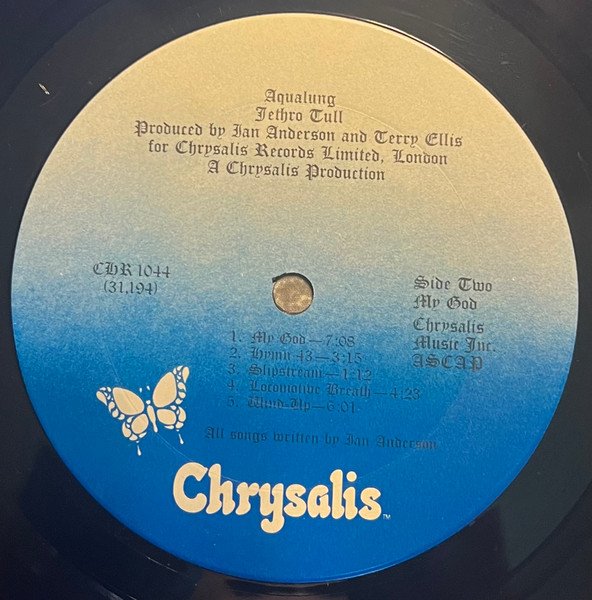 Aqualung
Jethro Tull
Produced by Ian Anderson and Terry Ellis
for Chrysalis Records Limited, London
A Chrysalis Production
CHR 1044
(31,194)
Side Two
My God
Chrysalis
Music Inc.
ASCAP
1. My God—7:08
2. Hymn 43—3:15
3. Slipstream—1:12
4. Locomotive Breath—4:23
5. Wind-Up—6:01
All songs written by Ian Anderson
Chrysalis™